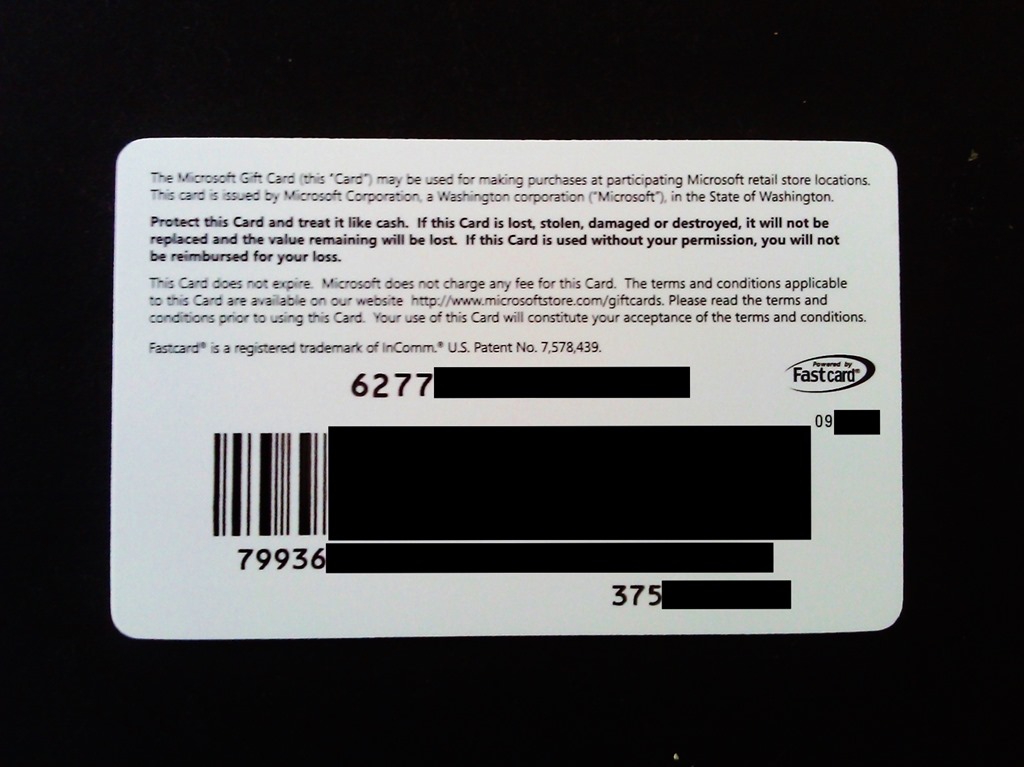 The Microsoft Gift Card (this "Card") may be used for making purchases at participating Microsoft retail store locations.
This card is issued by Microsoft Corporation, a Washington corporation ("Microsoft"), in the State of Washington.
Protect this Card and treat it like cash. If this Card is lost, stolen, damaged or destroyed, it will not be
replaced and the value remaining will be lost. If this Card is used without your permission, you will not
be reimbursed for your loss.
This Card does not expire. Microsoft does not charge any fee for this Card. The terms and conditions applicable
to this Card are available on our website http://www.microsoftstore.com/giftcards. Please read the terms and
conditions prior to using this Card. Your use of this Card will constitute your acceptance of the terms and conditions.
Fastcard® is a registered trademark of InComm.® U.S. Patent No. 7,578,439.
Powered by
Fastcard®
6277
09
79936
375